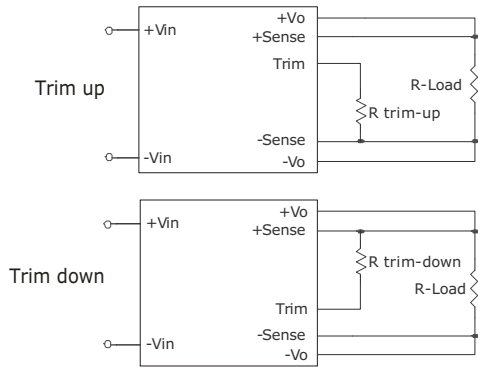 +Vo
+Vin
+Sense
Trim
Trim up
R-Load
R trim-up
-Sense
-Vin
-Vo
+Vo
+Vin
+Sense
R trim-down
Trim down
R-Load
Trim
-Sense
-Vin
-Vo